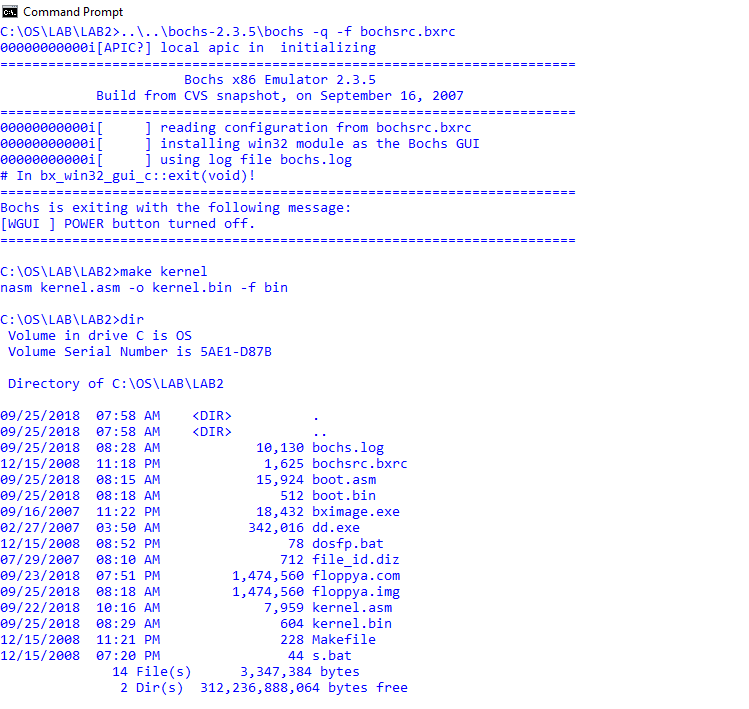 Command Prompt
C:\OS\LAB\LAB2>..\..\bochs-2.3.5\bochs -q -f bochsrc.bxrc
00000000000i[APIC?] local apic in  initializing
========================================================================
                       Bochs x86 Emulator 2.3.5
            Build from CVS snapshot, on September 16, 2007
========================================================================
00000000000i[     ] reading configuration from bochsrc.bxrc
00000000000i[     ] installing win32 module as the Bochs GUI
00000000000i[     ] using log file bochs.log
# In bx_win32_gui_c::exit(void)!
========================================================================
Bochs is exiting with the following message:
[WGUI ] POWER button turned off.
========================================================================
C:\OS\LAB\LAB2>make kernel
nasm kernel.asm -o kernel.bin -f bin
C:\OS\LAB\LAB2>dir
 Volume in drive C is OS
 Volume Serial Number is 5AE1-D87B
 Directory of C:\OS\LAB\LAB2
09/25/2018  07:58 AM    <DIR>          .
09/25/2018  07:58 AM    <DIR>          ..
09/25/2018  08:28 AM            10,130 bochs.log
12/15/2008  11:18 PM             1,625 bochsrc.bxrc
09/25/2018  08:15 AM            15,924 boot.asm
09/25/2018  08:18 AM               512 boot.bin
09/16/2007  11:22 PM            18,432 bximage.exe
02/27/2007  03:50 AM           342,016 dd.exe
12/15/2008  08:52 PM                78 dosfp.bat
07/29/2007  08:10 AM               712 file_id.diz
09/23/2018  07:51 PM         1,474,560 floppya.com
09/25/2018  08:18 AM         1,474,560 floppya.img
09/22/2018  10:16 AM             7,959 kernel.asm
09/25/2018  08:29 AM               604 kernel.bin
12/15/2008  11:21 PM               228 Makefile
12/15/2008  07:20 PM                44 s.bat
              14 File(s)      3,347,384 bytes
               2 Dir(s)  312,236,888,064 bytes free